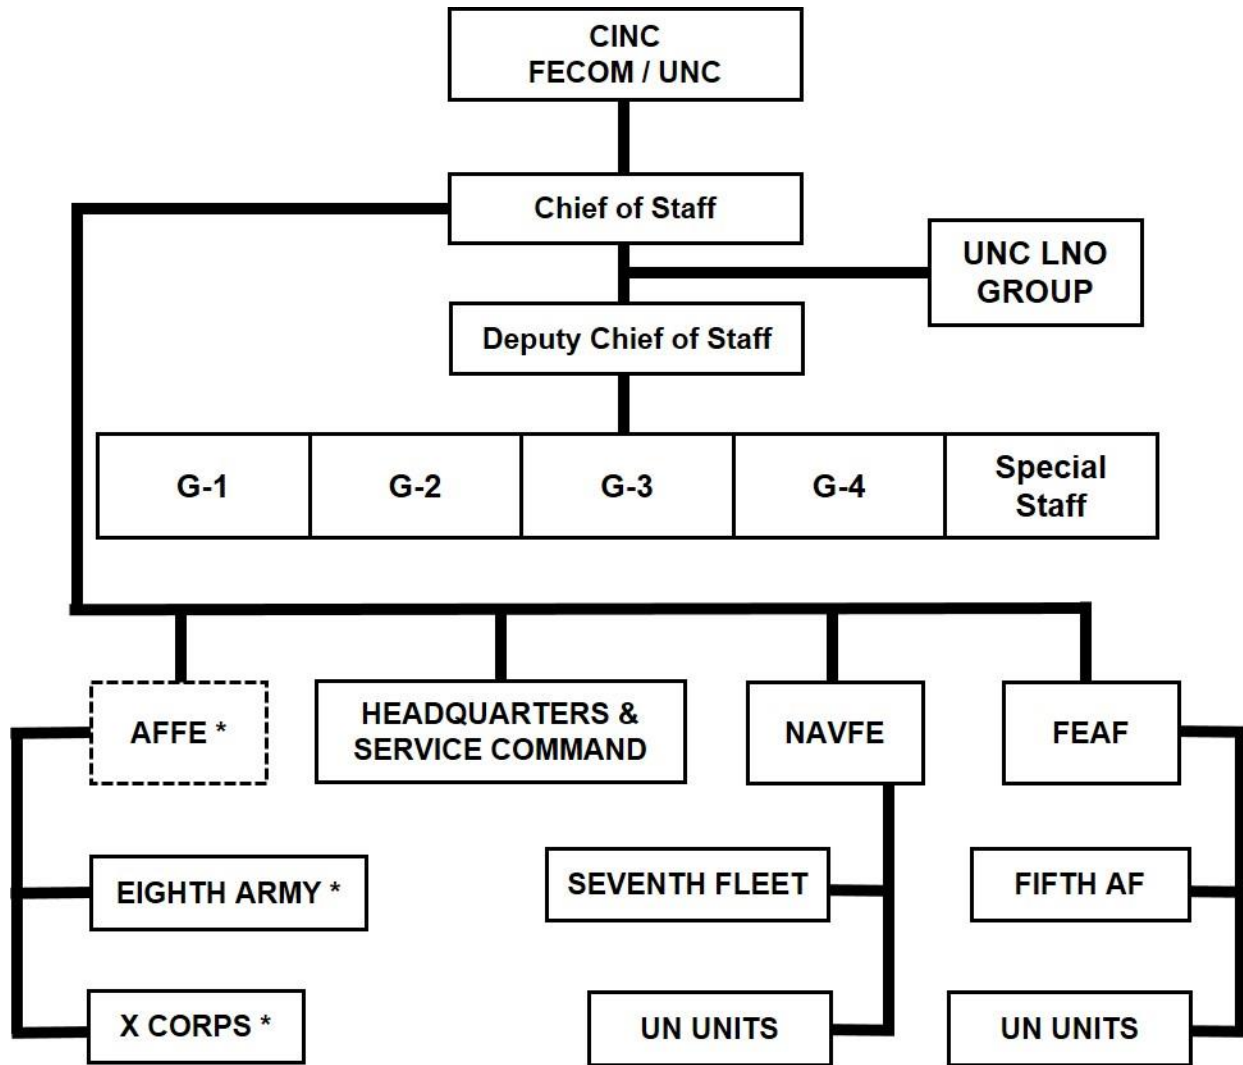 CINC
FECOM / UNC
Chief of Staff
UNC LNO
GROUP
Deputy Chief of Staff
G-1
G-2
G-3
G-4
Special
Staff
AFFE *
HEADQUARTERS &
SERVICE COMMAND
NAVFE
FEAF
EIGHTH ARMY *
SEVENTH FLEET
FIFTH AF
X CORPS *
UN UNITS
UN UNITS